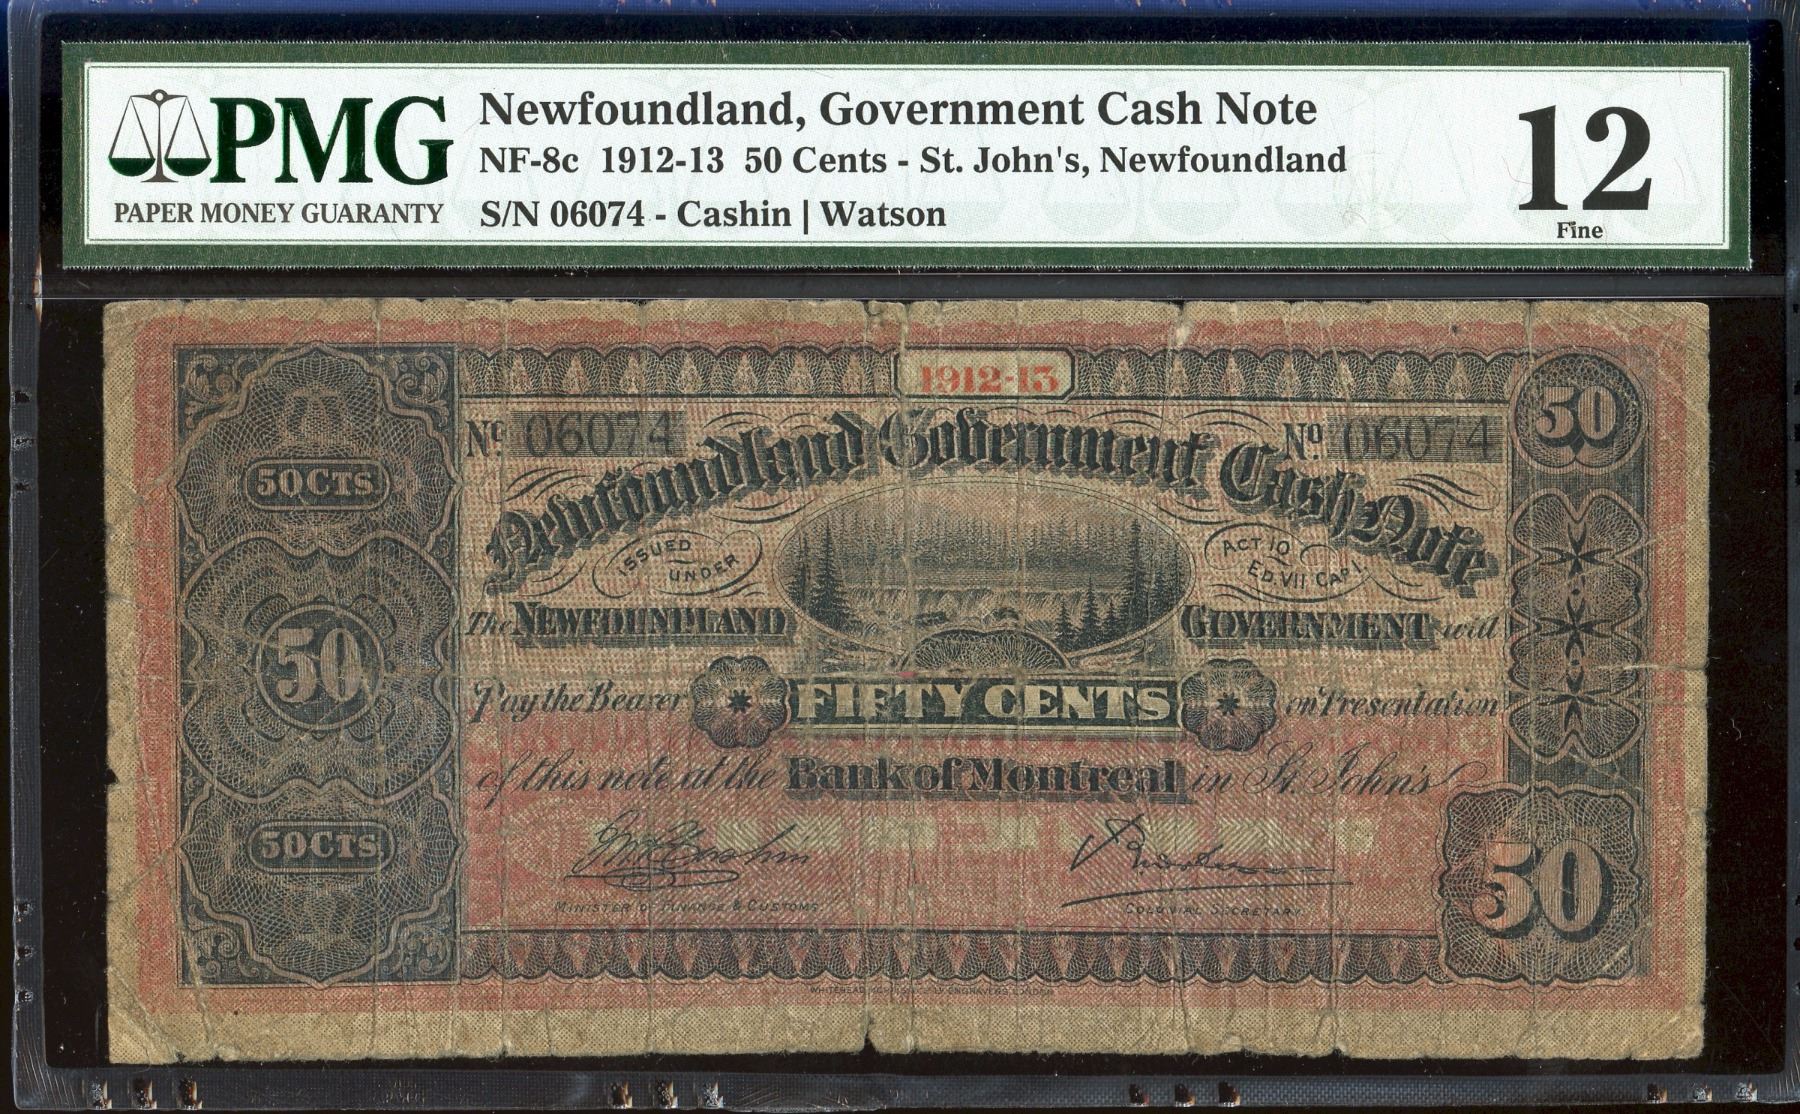 PMG
PAPER MONEY GUARANTY
Newfoundland, Government Cash Note
NF-8c 1912-13 50 Cents - St. John's, Newfoundland
S/N 06074 - Cashin | Watson
12
Fine
1912-13
No. 06074
No. 06074
50
50CTS
Newfoundland Government Cash Note
ISSUED UNDER
ACT 10 ED. VII CAP 1.
The NEWFOUNDLAND GOVERNMENT will
50
Pay the Bearer FIFTY CENTS on Presentation
of this note at the Bank of Montreal in St. John's
50CTS.
50
MINISTER OF FINANCE & CUSTOMS
COLONIAL SECRETARY
WHITEHEAD ENGRAVERS LONDON